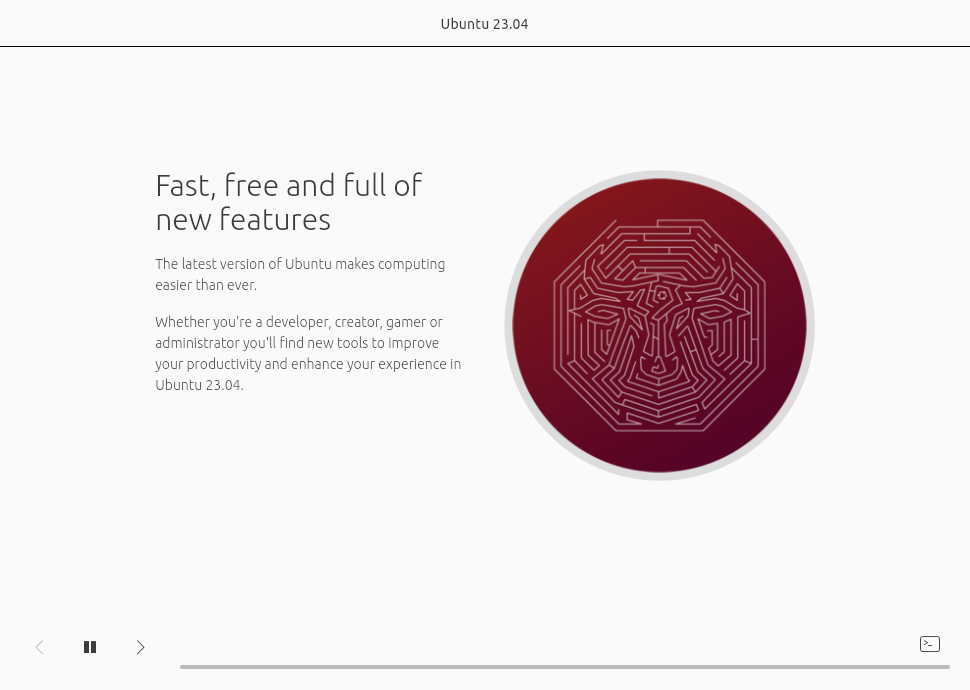 Ubuntu 23.04
Fast, free and full of
new features
The latest version of Ubuntu makes computing
easier than ever.
Whether you're a developer, creator, gamer or
administrator you'll find new tools to improve
your productivity and enhance your experience in
Ubuntu 23.04.